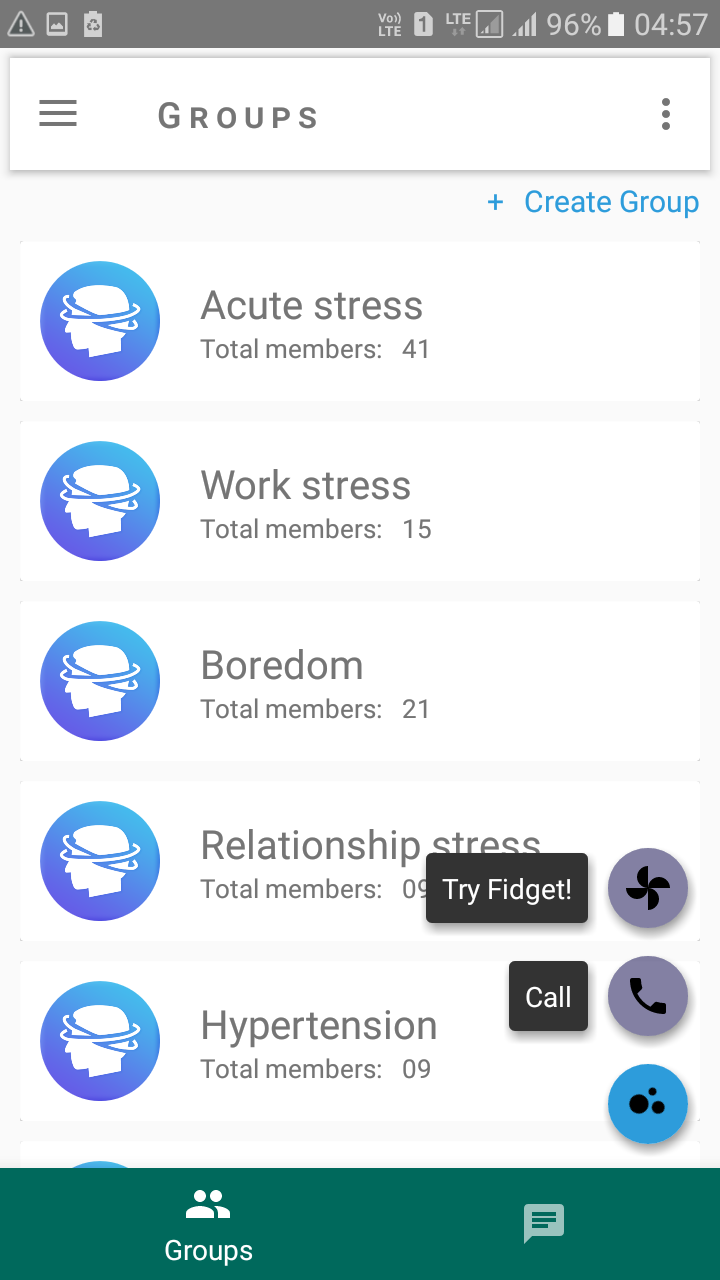 Vo)) LTE 1 LTE 96% 04:57
GROUPS
+ Create Group
Acute stress
Total members: 41
Work stress
Total members: 15
Boredom
Total members: 21
Relationship stress
Total members: 09
Try Fidget!
Call
Hypertension
Total members: 09
Groups